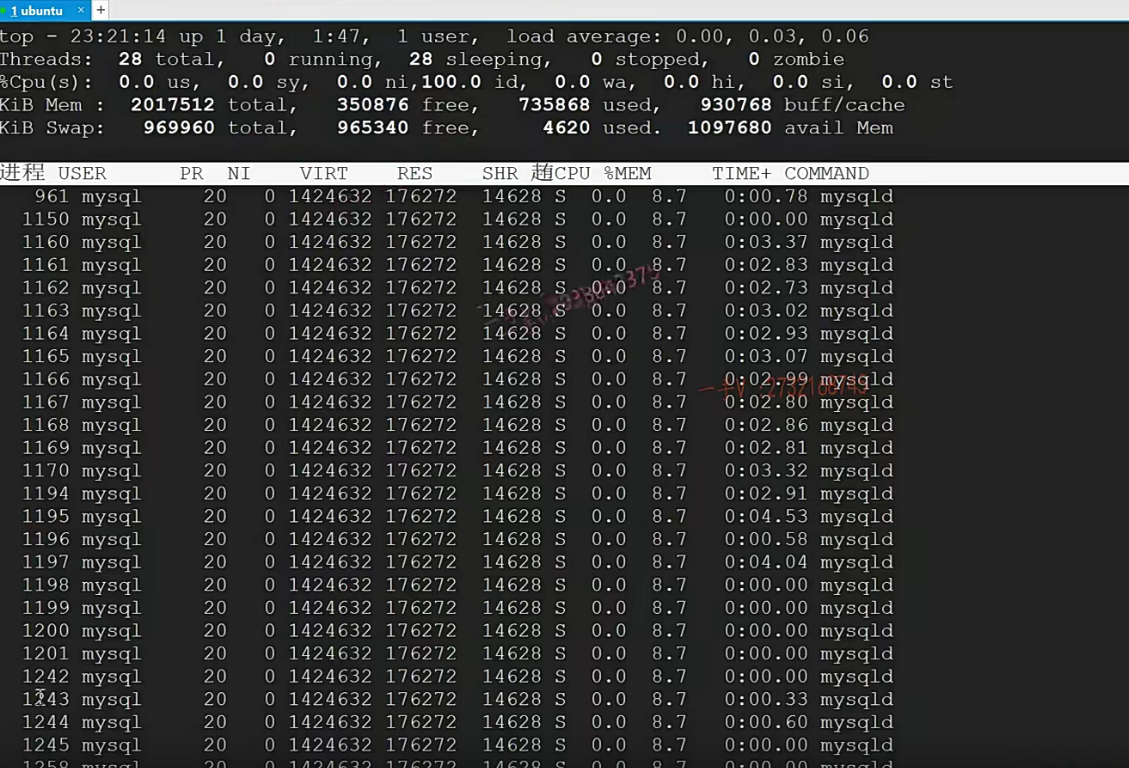 1 ubuntu × +
top - 23:21:14 up 1 day, 1:47, 1 user, load average: 0.00, 0.03, 0.06
Threads: 28 total, 0 running, 28 sleeping, 0 stopped, 0 zombie
%Cpu(s): 0.0 us, 0.0 sy, 0.0 ni,100.0 id, 0.0 wa, 0.0 hi, 0.0 si, 0.0 st
KiB Mem : 2017512 total, 350876 free, 735868 used, 930768 buff/cache
KiB Swap: 969960 total, 965340 free, 4620 used. 1097680 avail Mem
进程 USER PR NI VIRT RES SHR CPU %MEM TIME+ COMMAND
961 mysql 20 0 1424632 176272 14628 S 0.0 8.7 0:00.78 mysqld
1150 mysql 20 0 1424632 176272 14628 S 0.0 8.7 0:00.00 mysqld
1160 mysql 20 0 1424632 176272 14628 S 0.0 8.7 0:03.37 mysqld
1161 mysql 20 0 1424632 176272 14628 S 0.0 8.7 0:02.83 mysqld
1162 mysql 20 0 1424632 176272 14628 S 0.0 8.7 0:02.73 mysqld
1163 mysql 20 0 1424632 176272 14628 S 0.0 8.7 0:03.02 mysqld
1164 mysql 20 0 1424632 176272 14628 S 0.0 8.7 0:02.93 mysqld
1165 mysql 20 0 1424632 176272 14628 S 0.0 8.7 0:03.07 mysqld
1166 mysql 20 0 1424632 176272 14628 S 0.0 8.7 0:02.99 mysqld
1167 mysql 20 0 1424632 176272 14628 S 0.0 8.7 0:02.80 mysqld
1168 mysql 20 0 1424632 176272 14628 S 0.0 8.7 0:02.86 mysqld
1169 mysql 20 0 1424632 176272 14628 S 0.0 8.7 0:02.81 mysqld
1170 mysql 20 0 1424632 176272 14628 S 0.0 8.7 0:03.32 mysqld
1194 mysql 20 0 1424632 176272 14628 S 0.0 8.7 0:02.91 mysqld
1195 mysql 20 0 1424632 176272 14628 S 0.0 8.7 0:04.53 mysqld
1196 mysql 20 0 1424632 176272 14628 S 0.0 8.7 0:00.58 mysqld
1197 mysql 20 0 1424632 176272 14628 S 0.0 8.7 0:04.04 mysqld
1198 mysql 20 0 1424632 176272 14628 S 0.0 8.7 0:00.00 mysqld
1199 mysql 20 0 1424632 176272 14628 S 0.0 8.7 0:00.00 mysqld
1200 mysql 20 0 1424632 176272 14628 S 0.0 8.7 0:00.00 mysqld
1201 mysql 20 0 1424632 176272 14628 S 0.0 8.7 0:00.00 mysqld
1242 mysql 20 0 1424632 176272 14628 S 0.0 8.7 0:00.00 mysqld
1243 mysql 20 0 1424632 176272 14628 S 0.0 8.7 0:00.33 mysqld
1244 mysql 20 0 1424632 176272 14628 S 0.0 8.7 0:00.60 mysqld
1245 mysql 20 0 1424632 176272 14628 S 0.0 8.7 0:00.00 mysqld
1258 mysql 20 0 1424632 176272 14628 S 0.0 8.7 0:00.00 mysqld